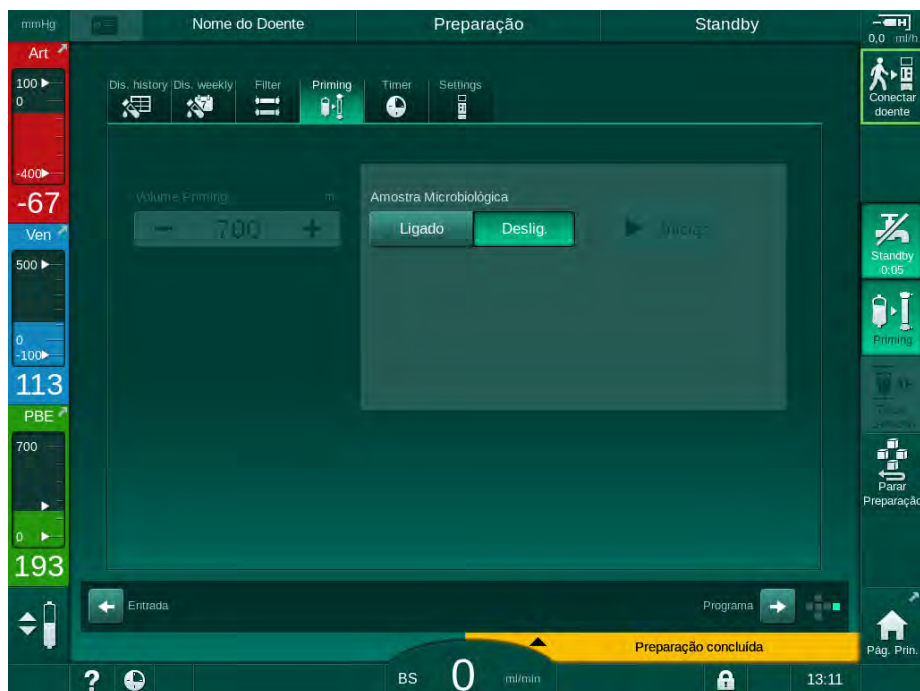 mmHg
Nome do Doente
Preparação
Standby
0,0 ml/h
Art
100
0
-400
-67
Ven
500
0
-100
113
PBE
700
0
193
Dis. history
Dis. weekly
Filter
Priming
Timer
Settings
Volume Priming
700
Amostra Microbiológica
Ligado
Deslig.
Iniciar
Conectar
doente
Standby
0:05
Priming
Parar
Preparação
Entrada
Programa
Preparação concluída
Pág. Prin.
?
BS
0
ml/min
13:11